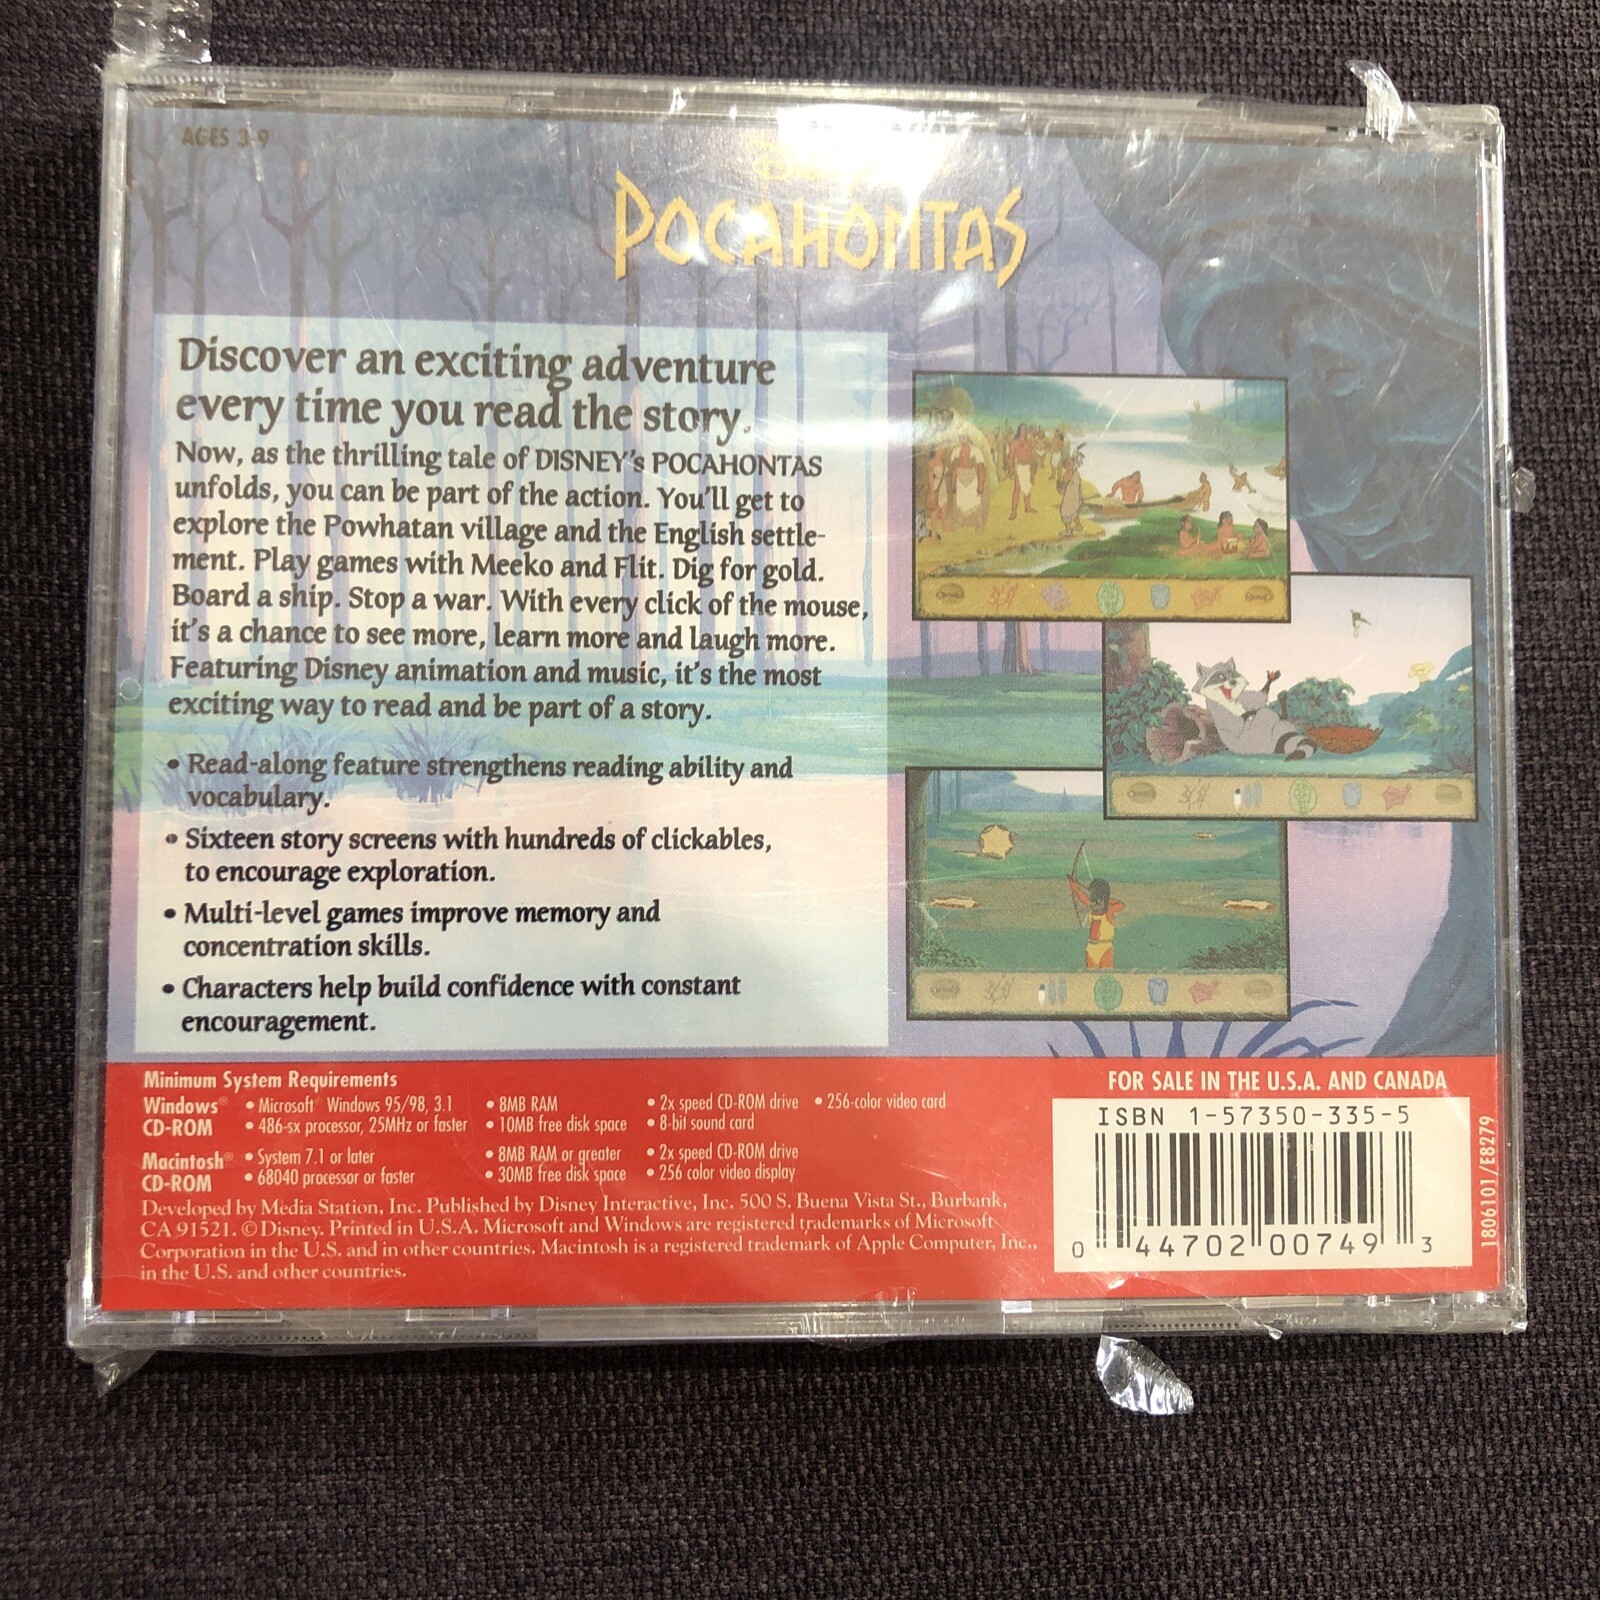 AGES 3-9
Disney's
POCAHONTAS
Discover an exciting adventure
every time you read the story.
Now, as the thrilling tale of DISNEY's POCAHONTAS
unfolds, you can be part of the action. You'll get to
explore the Powhatan village and the English settle-
ment. Play games with Meeko and Flit. Dig for gold.
Board a ship. Stop a war. With every click of the mouse,
it's a chance to see more, learn more and laugh more.
Featuring Disney animation and music, it's the most
exciting way to read and be part of a story.
• Read-along feature strengthens reading ability and
vocabulary.
• Sixteen story screens with hundreds of clickables,
to encourage exploration.
• Multi-level games improve memory and
concentration skills.
• Characters help build confidence with constant
encouragement.
Minimum System Requirements
Windows® CD-ROM
• Microsoft® Windows 95/98, 3.1
• 486-sx processor, 25MHz or faster
• 8MB RAM
• 10MB free disk space
• 2x speed CD-ROM drive
• 8-bit sound card
• 256-color video card
Macintosh® CD-ROM
• System 7.1 or later
• 68040 processor or faster
• 8MB RAM or greater
• 30MB free disk space
• 2x speed CD-ROM drive
• 256 color video display
Developed by Media Station, Inc. Published by Disney Interactive, Inc. 500 S. Buena Vista St., Burbank,
CA 91521. © Disney. Printed in U.S.A. Microsoft and Windows are registered trademarks of Microsoft
Corporation in the U.S. and in other countries. Macintosh is a registered trademark of Apple Computer, Inc.,
in the U.S. and other countries.
FOR SALE IN THE U.S.A. AND CANADA
ISBN 1-57350-335-5
0 44702 00749 3
1806101/E8279